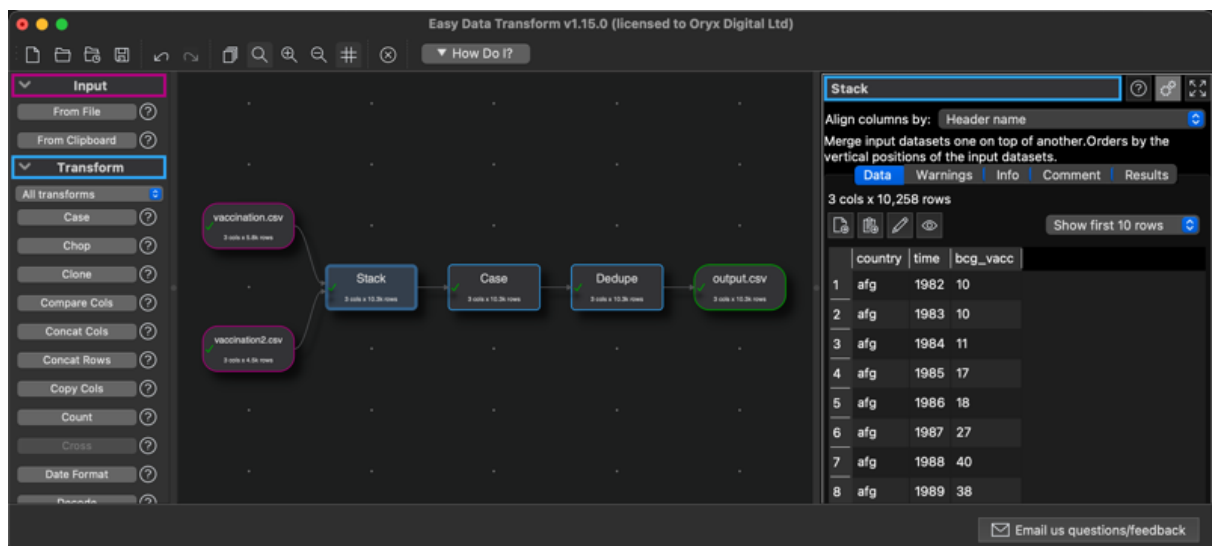 Easy Data Transform v1.15.0 (licensed to Oryx Digital Ltd)
▼ How Do I?
Input
From File ?
From Clipboard ?
Transform
All transforms
Case ?
Chop ?
Clone ?
Compare Cols ?
Concat Cols ?
Concat Rows ?
Copy Cols ?
Count ?
Cross ?
Date Format ?
Decode ?
vaccination.csv
3 cols x 5.8k rows
vaccination2.csv
3 cols x 4.5k rows
Stack
3 cols x 10.3k rows
Case
3 cols x 10.3k rows
Dedupe
3 cols x 10.3k rows
output.csv
3 cols x 10.3k rows
Stack ?
Align columns by: Header name
Merge input datasets one on top of another.Orders by the
vertical positions of the input datasets.
Data Warnings Info Comment Results
3 cols x 10,258 rows
Show first 10 rows
country time bcg_vacc
1 afg 1982 10
2 afg 1983 10
3 afg 1984 11
4 afg 1985 17
5 afg 1986 18
6 afg 1987 27
7 afg 1988 40
8 afg 1989 38
Email us questions/feedback